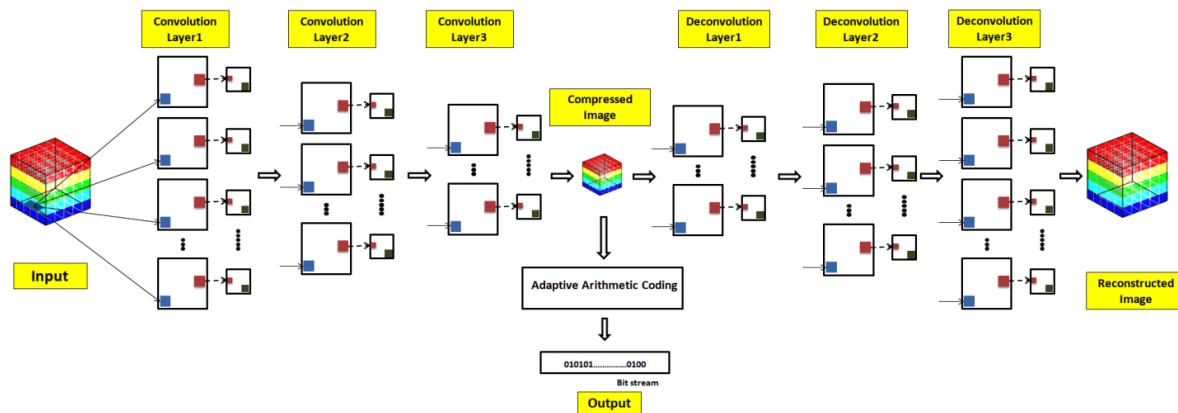 Convolution
Layer1
Convolution
Layer2
Convolution
Layer3
Deconvolution
Layer1
Deconvolution
Layer2
Deconvolution
Layer3
Compressed
Image
Input
Adaptive Arithmetic Coding
Reconstructed
Image
010101...............0100
Bit stream
Output